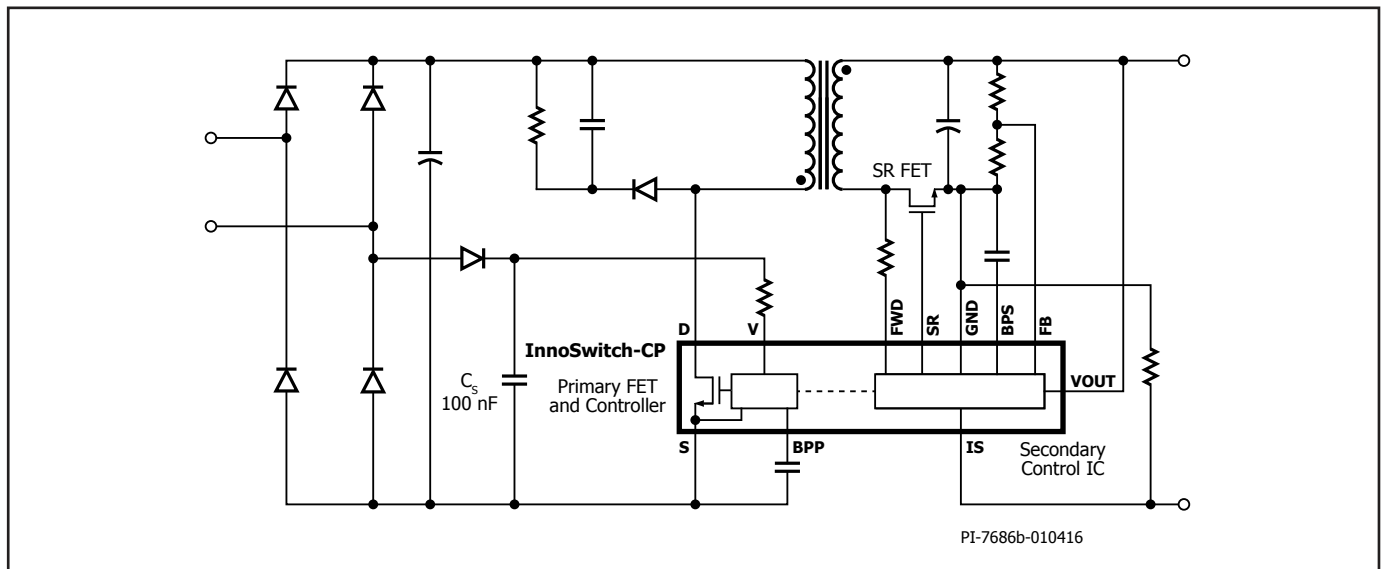 SR FET
FWD
SR
GND
BPS
FB
D
V
InnoSwitch-CP
VOUT
Primary FET
and Controller
C_S
100 nF
S
BPP
IS
Secondary
Control IC
PI-7686b-010416